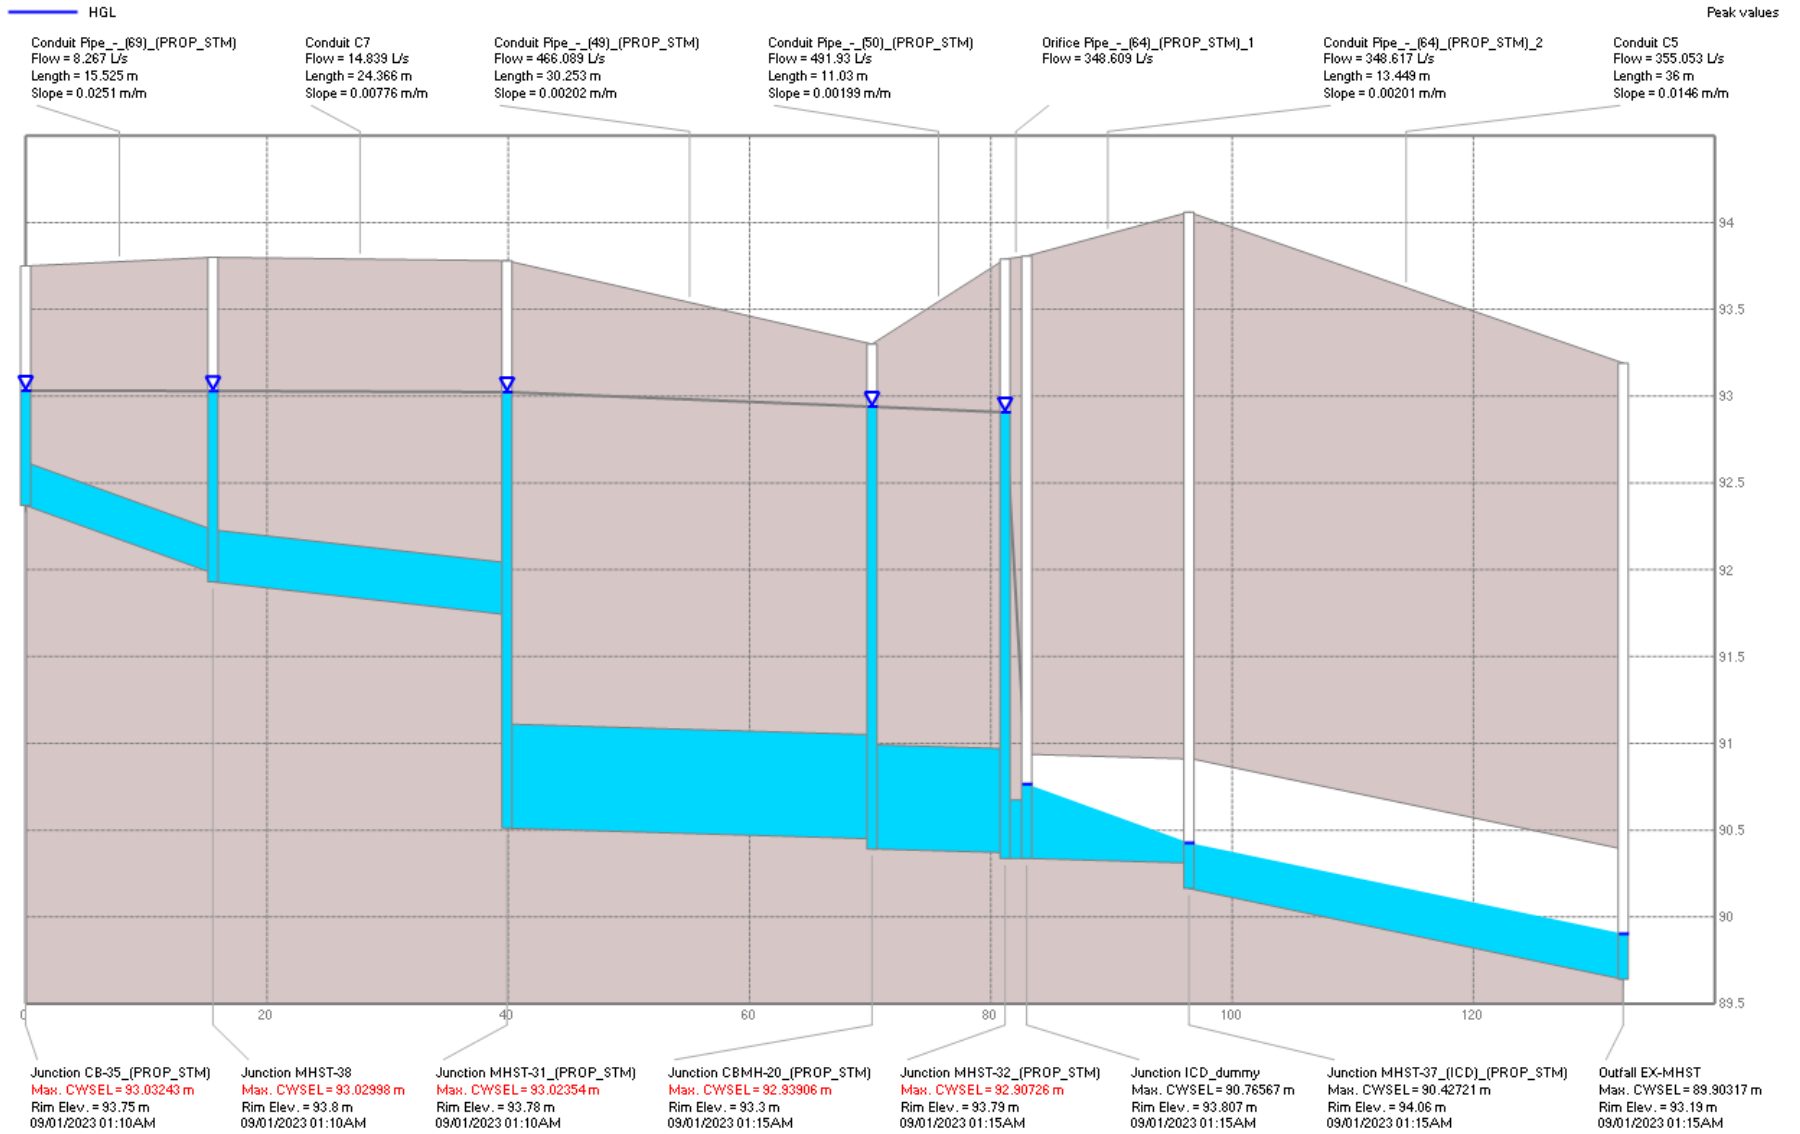 HGL
Peak values
Conduit Pipe_-_(69)_(PROP_STM)
Flow = 8.267 L/s
Length = 15.525 m
Slope = 0.0251 m/m
Conduit C7
Flow = 14.839 L/s
Length = 24.366 m
Slope = 0.00776 m/m
Conduit Pipe_-_(49)_(PROP_STM)
Flow = 466.089 L/s
Length = 30.253 m
Slope = 0.00202 m/m
Conduit Pipe_-_(50)_(PROP_STM)
Flow = 491.93 L/s
Length = 11.03 m
Slope = 0.00199 m/m
Orifice Pipe_-_(64)_(PROP_STM)_1
Flow = 348.609 L/s
Conduit Pipe_-_(64)_(PROP_STM)_2
Flow = 348.617 L/s
Length = 13.449 m
Slope = 0.00201 m/m
Conduit C5
Flow = 355.053 L/s
Length = 36 m
Slope = 0.0146 m/m
94
93.5
93
92.5
92
91.5
91
90.5
90
89.5
0
20
40
60
80
100
120
Junction CB-35_(PROP_STM)
Max. CWSEL = 93.03243 m
Rim Elev. = 93.75 m
09/01/2023 01:10AM
Junction MHST-38
Max. CWSEL = 93.02998 m
Rim Elev. = 93.8 m
09/01/2023 01:10AM
Junction MHST-31_(PROP_STM)
Max. CWSEL = 93.02354 m
Rim Elev. = 93.78 m
09/01/2023 01:10AM
Junction CBMH-20_(PROP_STM)
Max. CWSEL = 92.93906 m
Rim Elev. = 93.3 m
09/01/2023 01:15AM
Junction MHST-32_(PROP_STM)
Max. CWSEL = 92.90726 m
Rim Elev. = 93.79 m
09/01/2023 01:15AM
Junction ICD_dummy
Max. CWSEL = 90.76567 m
Rim Elev. = 93.807 m
09/01/2023 01:15AM
Junction MHST-37_(ICD)_(PROP_STM)
Max. CWSEL = 90.42721 m
Rim Elev. = 94.06 m
09/01/2023 01:15AM
Outfall EX-MHST
Max. CWSEL = 89.90317 m
Rim Elev. = 93.19 m
09/01/2023 01:15AM